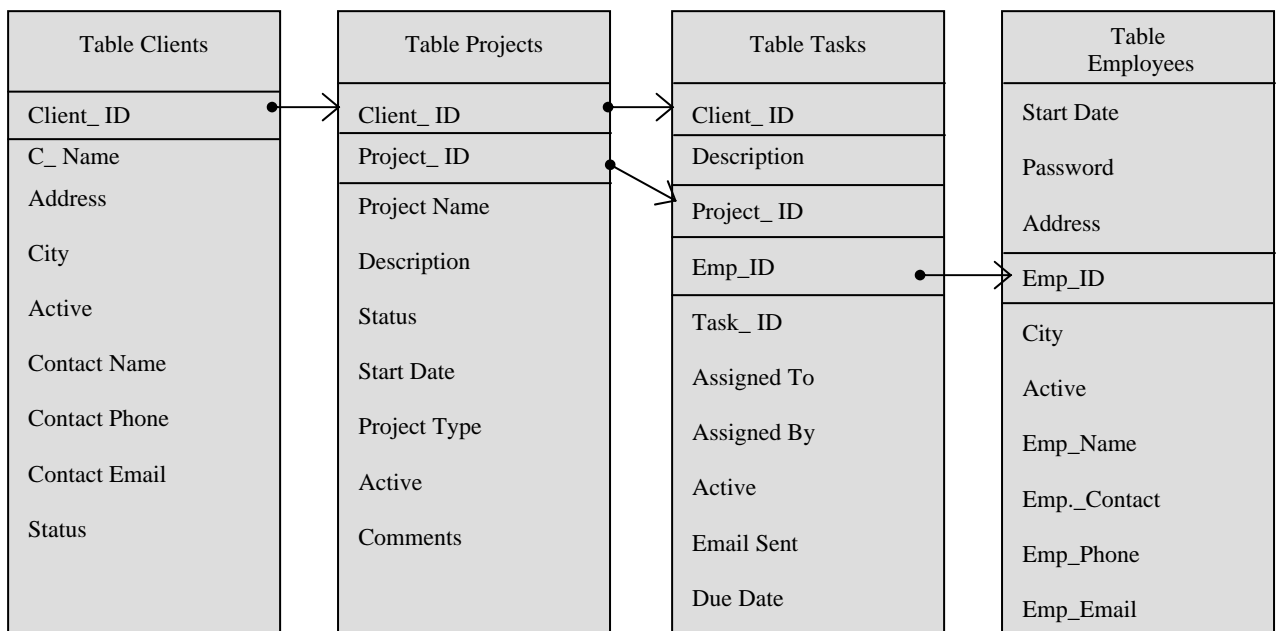 Table Clients
Client_ ID
C_ Name
Address
City
Active
Contact Name
Contact Phone
Contact Email
Status
Table Projects
Client_ ID
Project_ ID
Project Name
Description
Status
Start Date
Project Type
Active
Comments
Table Tasks
Client_ ID
Description
Project_ ID
Emp_ID
Task_ ID
Assigned To
Assigned By
Active
Email Sent
Due Date
Table
Employees
Start Date
Password
Address
Emp_ID
City
Active
Emp_Name
Emp._Contact
Emp_Phone
Emp_Email